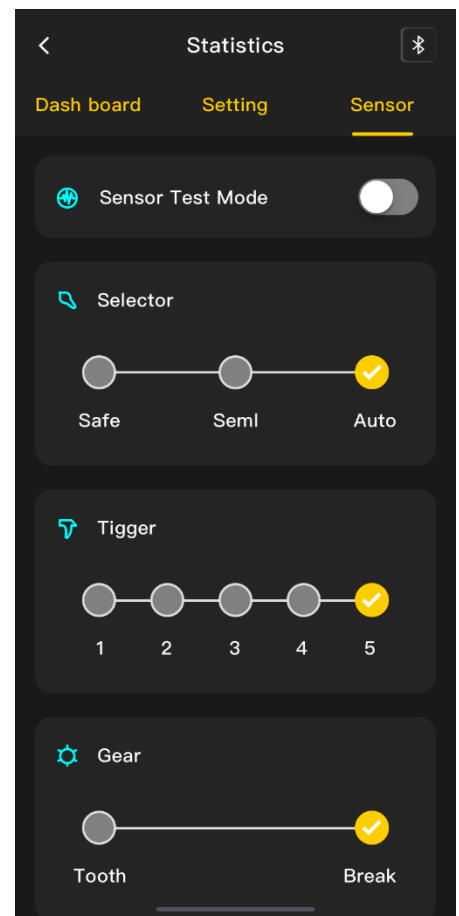 Statistics
Dash board Setting Sensor
Sensor Test Mode
Selector
Safe Seml Auto
Tigger
1 2 3 4 5
Gear
Tooth Break